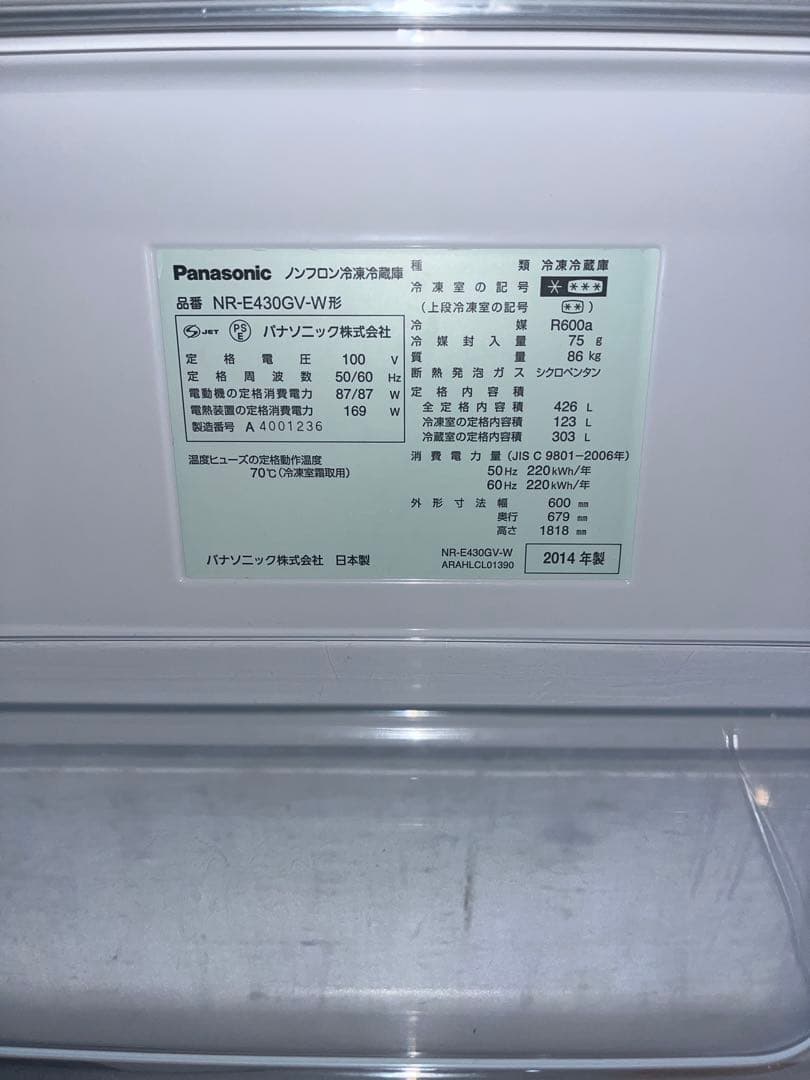 Panasonic ノンフロン冷凍冷蔵庫
品番 NR-E430GV-W形
JET PSE パナソニック株式会社
定格電圧 100 V
定格周波数 50/60 Hz
電動機の定格消費電力 87/87 W
電熱装置の定格消費電力 169 W
製造番号 A 4001236
温度ヒューズの定格動作温度
70℃(冷凍室霜取用)
パナソニック株式会社 日本製
種類 冷凍冷蔵庫
冷凍室の記号 * ***
(上段冷凍室の記号 ** )
冷媒 R600a
冷媒封入量 75 g
質量 86 kg
断熱発泡ガス シクロペンタン
定格内容積
全定格内容積 426 L
冷凍室の定格内容積 123 L
冷蔵室の定格内容積 303 L
消費電力量(JIS C 9801-2006年)
50Hz 220kWh/年
60Hz 220kWh/年
外形寸法 幅 600 mm
奥行 679 mm
高さ 1818 mm
NR-E430GV-W
ARAHLCL01390
2014年製